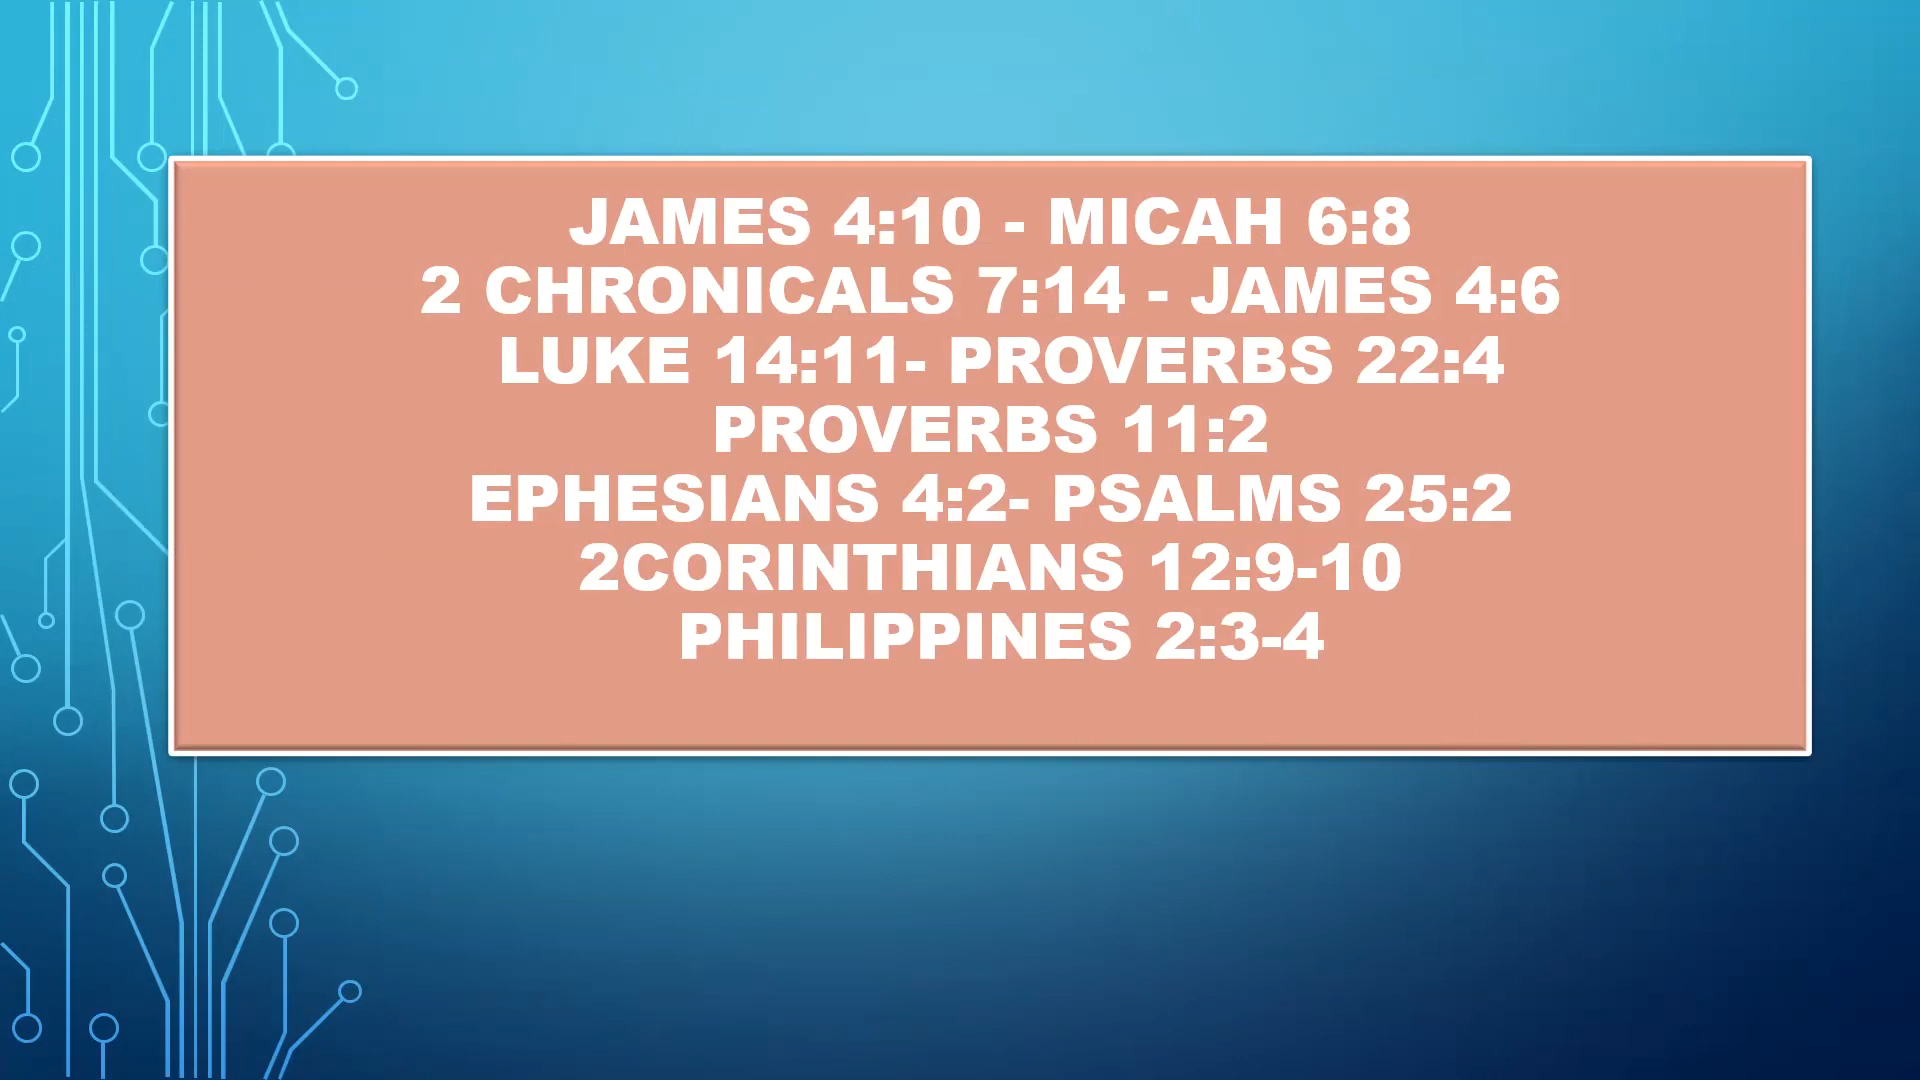 JAMES 4:10 - MICAH 6:8
2 CHRONICALS 7:14 - JAMES 4:6
LUKE 14:11- PROVERBS 22:4
PROVERBS 11:2
EPHESIANS 4:2- PSALMS 25:2
2CORINTHIANS 12:9-10
PHILIPPINES 2:3-4